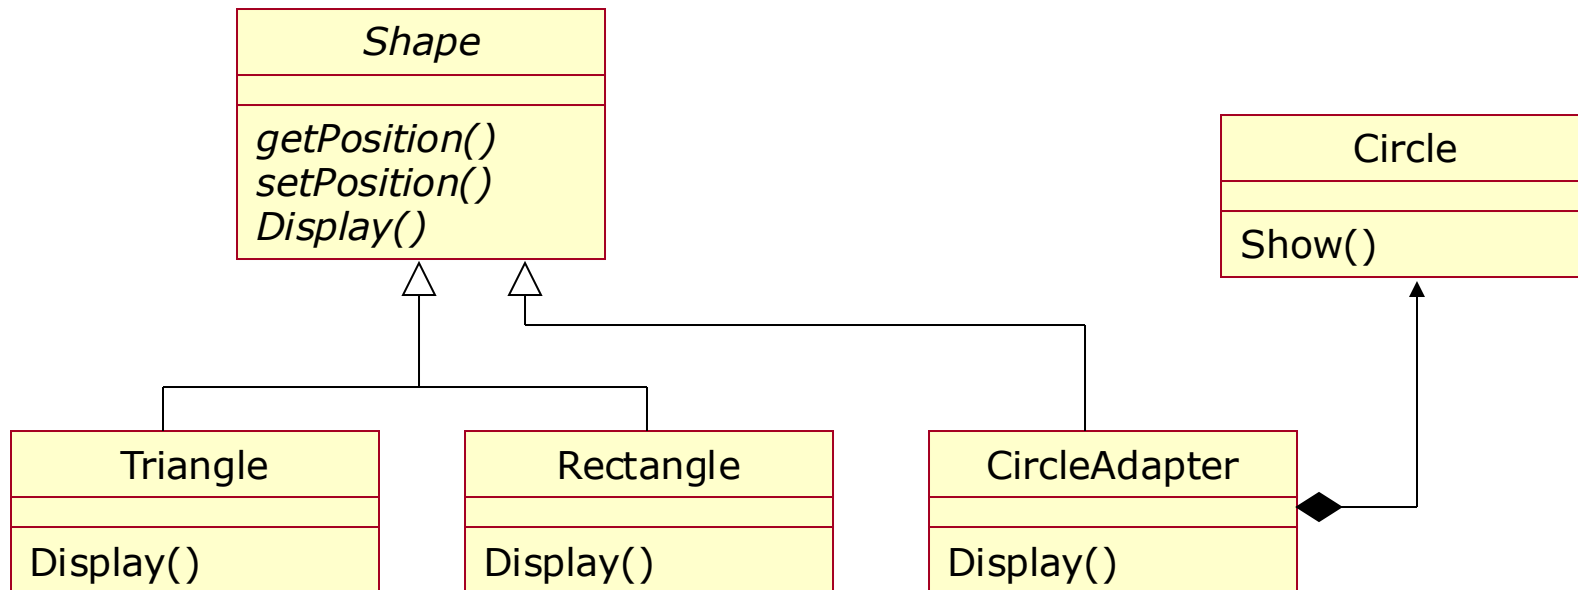 Shape
getPosition()
setPosition()
Display()
Circle
Show()
Triangle
Display()
Rectangle
Display()
CircleAdapter
Display()